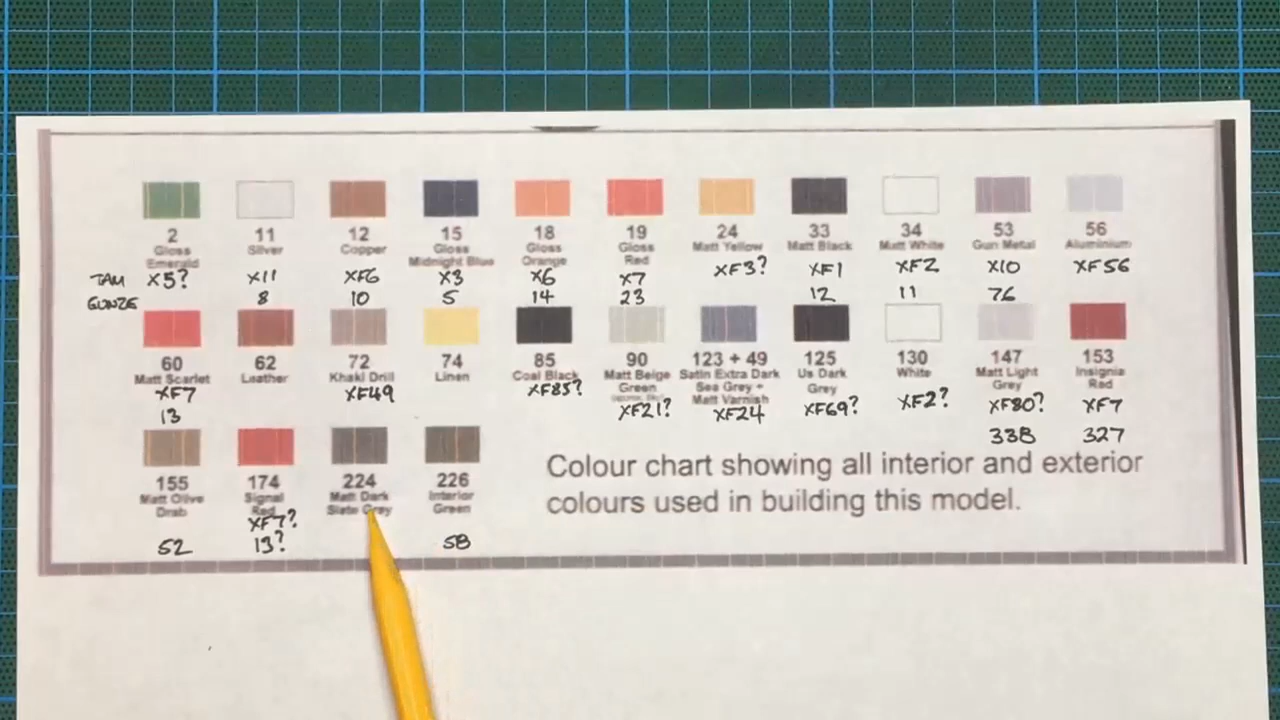 2 11 12 15 18 19 24 33 34 53 56
Gloss Silver Copper Gloss Gloss Gloss Matt Yellow Matt Black Matt White Gun Metal Aluminium
Emerald Midnight Blue Orange Red
TAM X5? X11 XF6 X3 X6 X7 XF3? XF1 XF2 X10 XF56
GUNZE 8 10 5 14 23 12 11 76
60 62 72 74 85 90 123 + 49 125 130 147 153
Matt Scarlet Leather Khaki Drill Linen Coal Black Matt Beige Satin Extra Dark Us Dark White Matt Light Insignia
Green Sea Grey + Grey Grey Red
Matt Varnish
XF7 XF49 XF85? XF21? XF24 XF69? XF2? XF80? XF7
13 338 327
155 174 224 226
Matt Olive Signal Matt Dark Interior
Drab Red Slate Grey Green
XF7?
52 13? 58
Colour chart showing all interior and exterior
colours used in building this model.